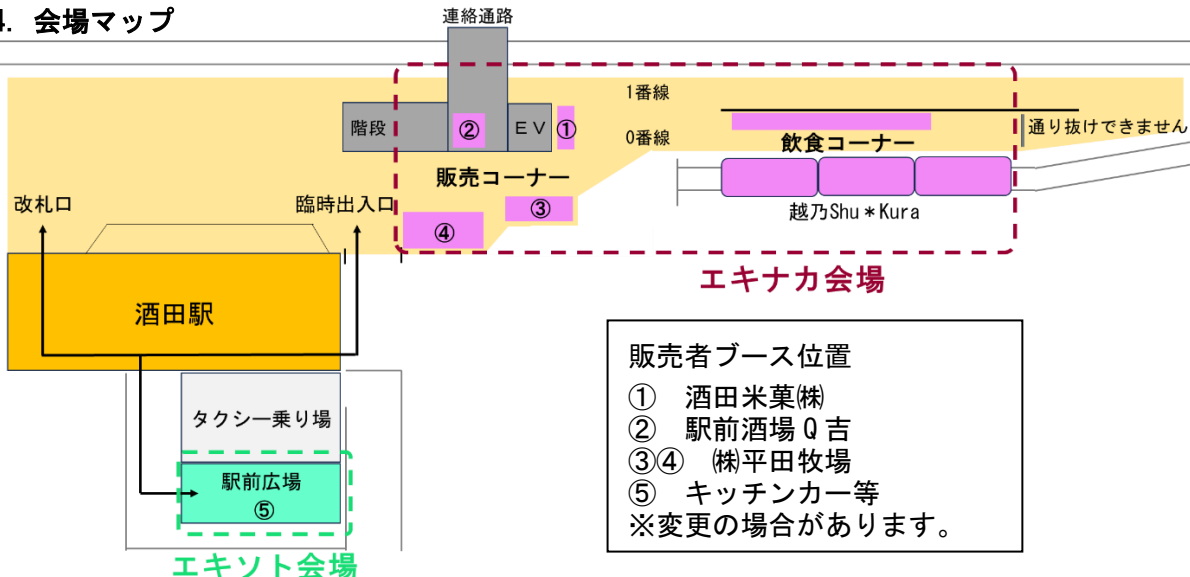 4. 会場マップ
連絡通路
1番線
階段
②
EV
①
0番線
飲食コーナー
通り抜けできません
販売コーナー
改札口
臨時出入口
③
④
越乃Shu＊Kura
エキナカ会場
酒田駅
タクシー乗り場
駅前広場
⑤
エキソト会場
販売者ブース位置
① 酒田米菓㈱
② 駅前酒場Q吉
③④ ㈱平田牧場
⑤ キッチンカー等
※変更の場合があります。